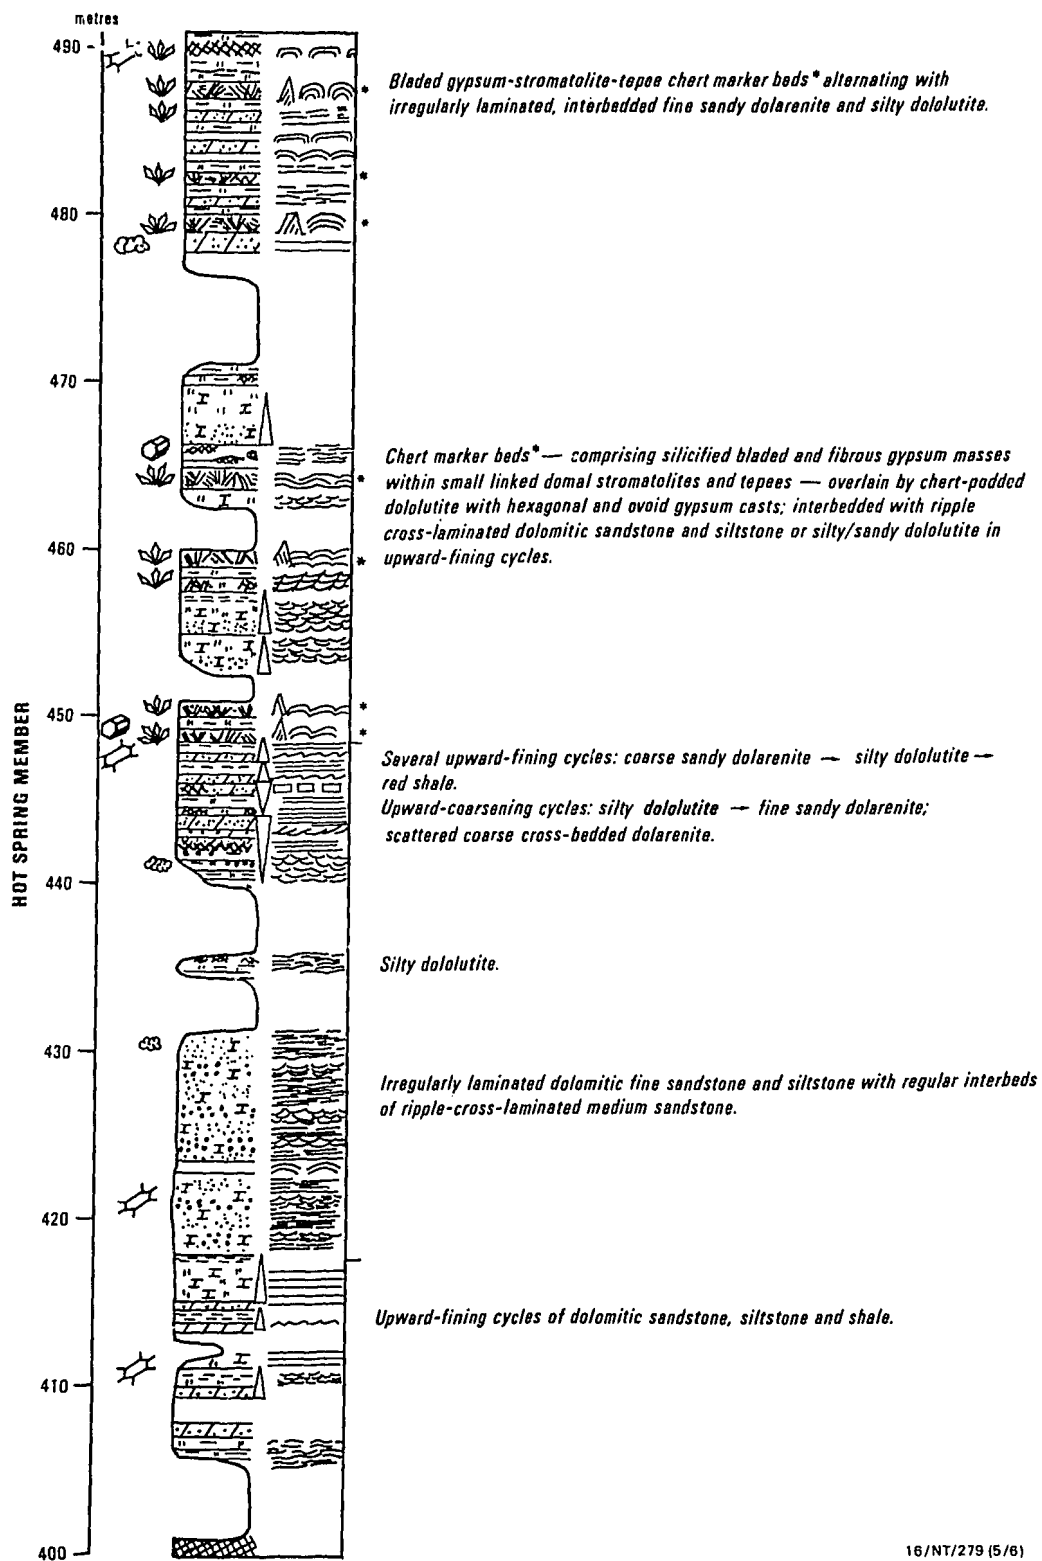 metres
490
Bladed gypsum-stromatolite-tepee chert marker beds* alternating with
irregularly laminated, interbedded fine sandy dolarenite and silty dololutite.
480
470
Chert marker beds* — comprising silicified bladed and fibrous gypsum masses
within small linked domal stromatolites and tepees — overlain by chert-podded
dololutite with hexagonal and ovoid gypsum casts; interbedded with ripple
cross-laminated dolomitic sandstone and siltstone or silty/sandy dololutite in
upward-fining cycles.
460
450
HOT SPRING MEMBER
Several upward-fining cycles: coarse sandy dolarenite → silty dololutite →
red shale.
Upward-coarsening cycles: silty dololutite → fine sandy dolarenite;
scattered coarse cross-bedded dolarenite.
440
Silty dololutite.
430
Irregularly laminated dolomitic fine sandstone and siltstone with regular interbeds
of ripple-cross-laminated medium sandstone.
420
Upward-fining cycles of dolomitic sandstone, siltstone and shale.
410
400
16/NT/279 (5/6)